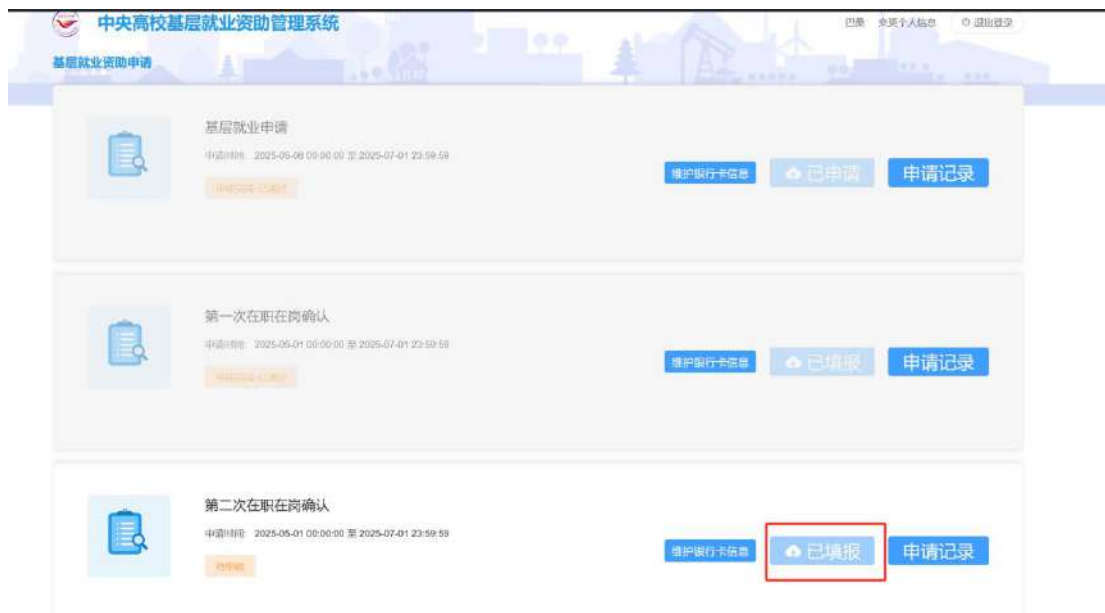 中央高校基层就业资助管理系统
变更个人信息 退出登录
基层就业资助申请
基层就业申请
申请时间: 2025-05-08 00:00:00 至 2025-07-01 23:59:59
维护银行卡信息 已申请 申请记录
第一次在职在岗确认
申请时间: 2025-05-01 00:00:00 至 2025-07-01 23:59:59
维护银行卡信息 已填报 申请记录
第二次在职在岗确认
申请时间: 2025-05-01 00:00:00 至 2025-07-01 23:59:59
待审核
维护银行卡信息 已填报 申请记录